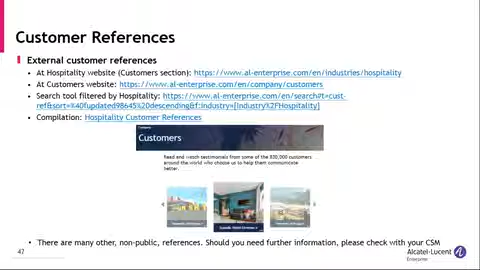 Customer References
External customer references
• At Hospitality website (Customers section): https://www.al-enterprise.com/en/industries/hospitality
• At Customers website: https://www.al-enterprise.com/en/company/customers
• Search tool filtered by Hospitality: https://www.al-enterprise.com/en/search#t=cust-
ref&sort=%40fupdated98645%20descending&f:industry=[Industry%2FHospitality]
• Compilation: Hospitality Customer References
Customers
Read and watch testimonials from some of the 830,000 customers
around the world who choose us to help them communicate
better.
• There are many other, non-public, references. Should you need further information, please check with your CSM
47
Alcatel·Lucent
Enterprise